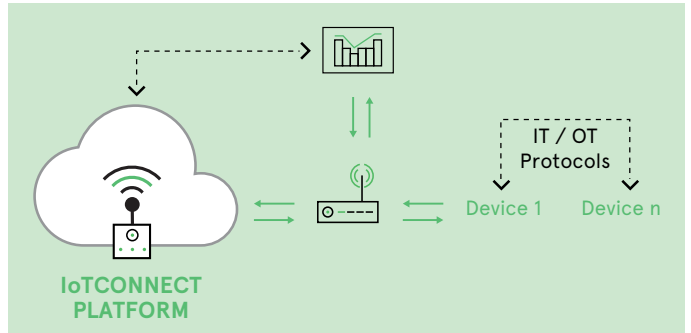 IT / OT
Protocols
Device 1
Device n
IoTCONNECT
PLATFORM